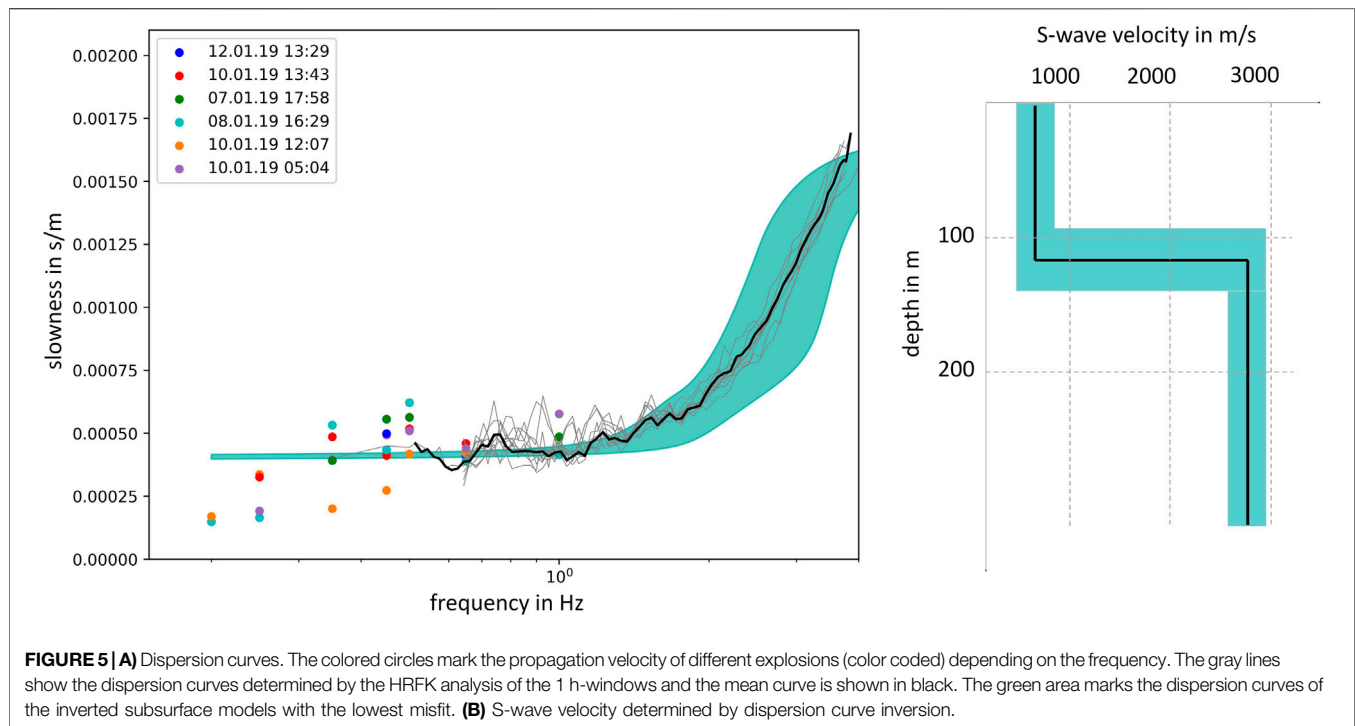 0.00200
0.00175
0.00150
0.00125
0.00100
0.00075
0.00050
0.00025
0.00000
slowness in s/m
12.01.19 13:29
10.01.19 13:43
07.01.19 17:58
08.01.19 16:29
10.01.19 12:07
10.01.19 05:04
10⁰
frequency in Hz
S-wave velocity in m/s
1000 2000 3000
100
200
depth in m
FIGURE 5 | A) Dispersion curves. The colored circles mark the propagation velocity of different explosions (color coded) depending on the frequency. The gray lines
show the dispersion curves determined by the HRFK analysis of the 1 h-windows and the mean curve is shown in black. The green area marks the dispersion curves of
the inverted subsurface models with the lowest misfit. (B) S-wave velocity determined by dispersion curve inversion.